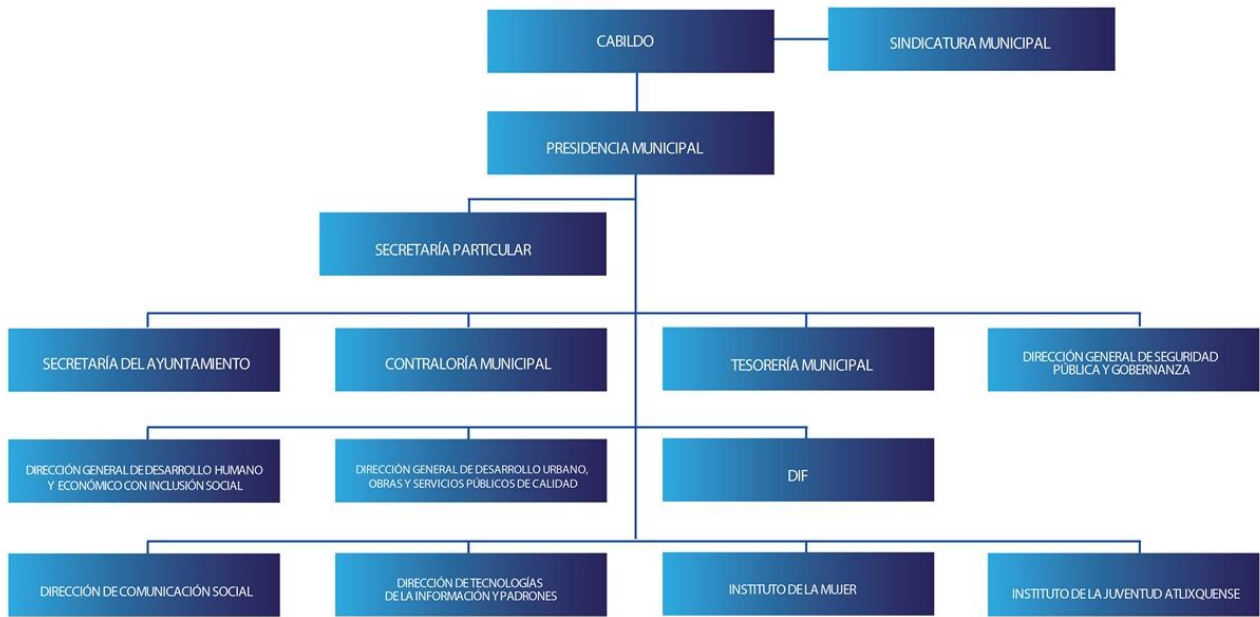 CABILDO
SINDICATURA MUNICIPAL
PRESIDENCIA MUNICIPAL
SECRETARÍA PARTICULAR
SECRETARÍA DEL AYUNTAMIENTO
CONTRALORÍA MUNICIPAL
TESORERÍA MUNICIPAL
DIRECCIÓN GENERAL DE SEGURIDAD
PÚBLICA Y GOBERNANZA
DIRECCIÓN GENERAL DE DESARROLLO HUMANO
Y ECONÓMICO CON INCLUSIÓN SOCIAL
DIRECCIÓN GENERAL DE DESARROLLO URBANO,
OBRAS Y SERVICIOS PÚBLICOS DE CALIDAD
DIF
DIRECCIÓN DE COMUNICACIÓN SOCIAL
DIRECCIÓN DE TECNOLOGÍAS
DE LA INFORMACIÓN Y PADRONES
INSTITUTO DE LA MUJER
INSTITUTO DE LA JUVENTUD ATLIXQUENSE